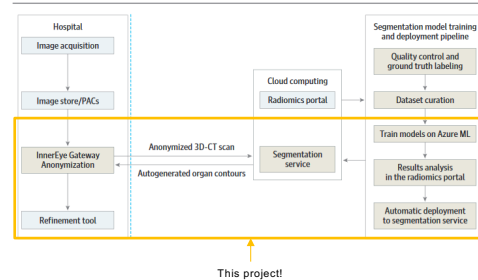 Hospital
Image acquisition
Image store/PACs
InnerEye Gateway
Anonymization
Refinement tool
Anonymized 3D-CT scan
Autogenerated organ contours
Cloud computing
Radiomics portal
Segmentation
service
Segmentation model training
and deployment pipeline
Quality control and
ground truth labeling
Dataset curation
Train models on Azure ML
Results analysis
in the radiomics portal
Automatic deployment
to segmentation service
This project!